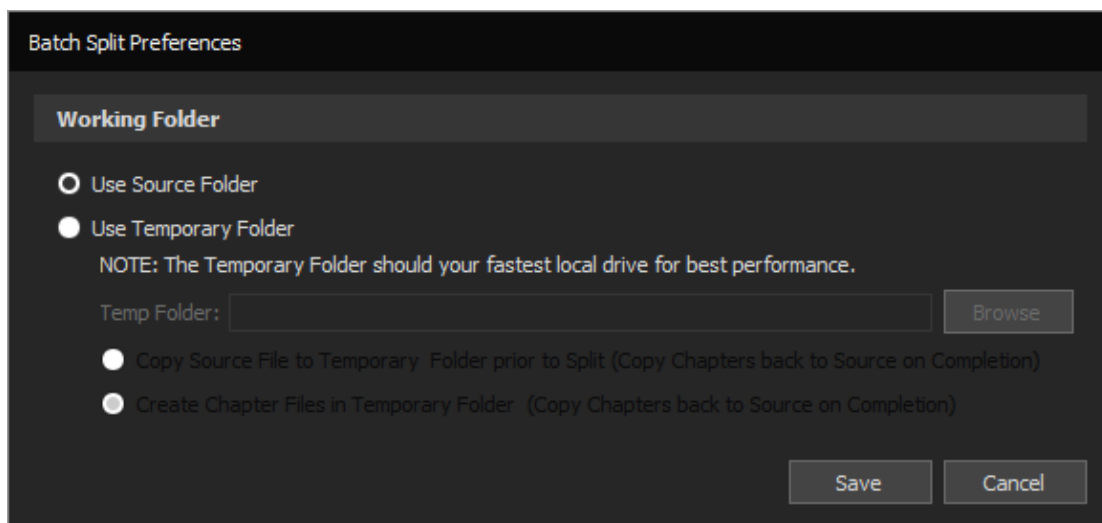 Batch Split Preferences
Working Folder
Use Source Folder
Use Temporary Folder
NOTE: The Temporary Folder should your fastest local drive for best performance.
Temp Folder: Browse
Copy Source File to Temporary  Folder prior to Split (Copy Chapters back to Source on Completion)
Create Chapter Files in Temporary Folder  (Copy Chapters back to Source on Completion)
Save Cancel